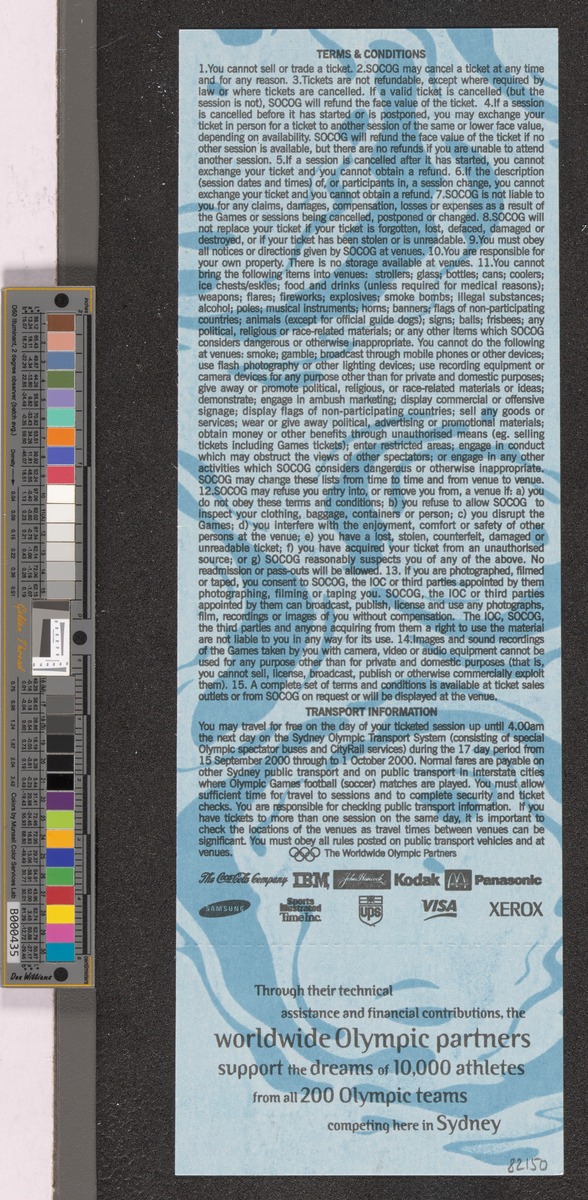 TERMS & CONDITIONS
1.You cannot sell or trade a ticket. 2.SOCOG may cancel a ticket at any time
and for any reason. 3.Tickets are not refundable, except where required by
law or where tickets are cancelled. If a valid ticket is cancelled (but the
session is not), SOCOG will refund the face value of the ticket. 4.If a session
is cancelled before it has started or is postponed, you may exchange your
ticket in person for a ticket to another session of the same or lower face value,
depending on availability. SOCOG will refund the face value of the ticket if no
other session is available, but there are no refunds if you are unable to attend
another session. 5.If a session is cancelled after it has started, you cannot
exchange your ticket and you cannot obtain a refund. 6.If the description
(session dates and times) of, or participants in, a session change, you cannot
exchange your ticket and you cannot obtain a refund. 7.SOCOG is not liable to
you for any claims, damages, compensation, losses or expenses as a result of
the Games or sessions being cancelled, postponed or changed. 8.SOCOG will
not replace your ticket if your ticket is forgotten, lost, defaced, damaged or
destroyed, or if your ticket has been stolen or is unreadable. 9.You must obey
all notices or directions given by SOCOG at venues. 10.You are responsible for
your own property. There is no storage available at venues. 11.You cannot
bring the following items into venues: strollers; glass; bottles; cans; coolers;
ice chests/eskies; food and drinks (unless required for medical reasons);
weapons; flares; fireworks; explosives; smoke bombs; illegal substances;
alcohol; poles; musical instruments; horns; banners; flags of non-participating
countries; animals (except for official guide dogs); signs; balls; frisbees; any
political, religious or race-related materials; or any other items which SOCOG
considers dangerous or otherwise inappropriate. You cannot do the following
at venues: smoke; gamble; broadcast through mobile phones or other devices;
use flash photography or other lighting devices; use recording equipment or
camera devices for any purpose other than for private and domestic purposes;
give away or promote political, religious, or race-related materials or ideas;
demonstrate; engage in ambush marketing; display commercial or offensive
signage; display flags of non-participating countries; sell any goods or
services; wear or give away political, advertising or promotional materials;
obtain money or other benefits through unauthorised means (eg. selling
tickets including Games tickets); enter restricted areas; engage in conduct
which may obstruct the views of other spectators; or engage in any other
activities which SOCOG considers dangerous or otherwise inappropriate.
SOCOG may change these lists from time to time and from venue to venue.
12.SOCOG may refuse you entry into, or remove you from, a venue if: a) you
do not obey these terms and conditions; b) you refuse to allow SOCOG to
inspect your clothing, baggage, containers or person; c) you disrupt the
Games; d) you interfere with the enjoyment, comfort or safety of other
persons at the venue; e) you have a lost, stolen, counterfeit, damaged or
unreadable ticket; f) you have acquired your ticket from an unauthorised
source; or g) SOCOG reasonably suspects you of any of the above. No
readmission or pass-outs will be allowed. 13. If you are photographed, filmed
or taped, you consent to SOCOG, the IOC or third parties appointed by them
photographing, filming or taping you. SOCOG, the IOC or third parties
appointed by them can broadcast, publish, license and use any photographs,
film, recordings or images of you without compensation. The IOC, SOCOG,
the third parties and anyone acquiring from them a right to use the material
are not liable to you in any way for its use. 14.Images and sound recordings
of the Games taken by you with camera, video or audio equipment cannot be
used for any purpose other than for private and domestic purposes (that is,
you cannot sell, license, broadcast, publish or otherwise commercially exploit
them). 15. A complete set of terms and conditions is available at ticket sales
outlets or from SOCOG on request or will be displayed at the venue.
TRANSPORT INFORMATION
You may travel for free on the day of your ticketed session up until 4.00am
the next day on the Sydney Olympic Transport System (consisting of special
Olympic spectator buses and CityRail services) during the 17 day period from
15 September 2000 through to 1 October 2000. Normal fares are payable on
other Sydney public transport and on public transport in interstate cities
where Olympic Games football (soccer) matches are played. You must allow
sufficient time for travel to sessions and to complete security and ticket
checks. You are responsible for checking public transport information. If you
have tickets to more than one session on the same day, it is important to
check the locations of the venues as travel times between venues can be
significant. You must obey all rules posted on public transport vehicles and at
venues. The Worldwide Olympic Partners
The Coca-Cola Company IBM John Hancock Kodak Panasonic
SAMSUNG Sports Illustrated Time Inc. ups VISA XEROX
Through their technical
assistance and financial contributions, the
worldwide Olympic partners
support the dreams of 10,000 athletes
from all 200 Olympic teams
competing here in Sydney
82150
B000435
Don Williams
Golden Thread
Colors by Munsell Color Services Lab